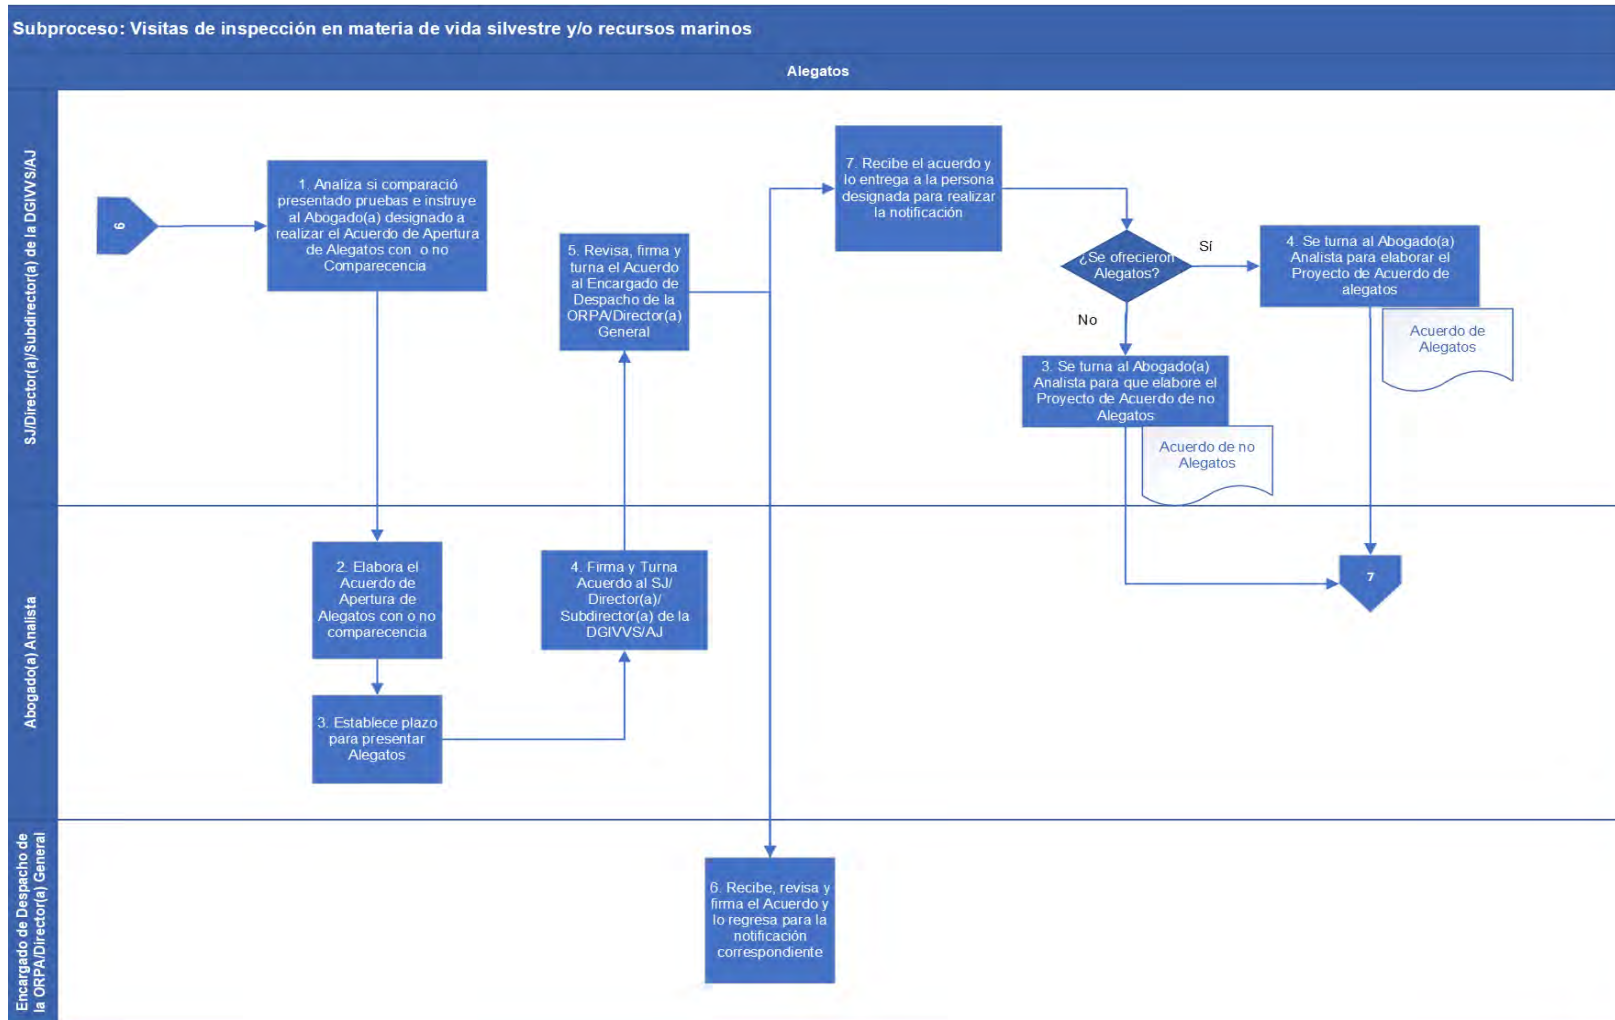 Subproceso: Visitas de inspección en materia de vida silvestre y/o recursos marinos
Alegatos
SJ/Director(a)/Subdirector(a) de la DGIVVS/AJ
6
1. Analiza si comparació
presentado pruebas e instruye
al Abogado(a) designado a
realizar el Acuerdo de Apertura
de Alegatos con o no
Comparecencia
5. Revisa, firma y
turna el Acuerdo
al Encargado de
Despacho de la
ORPA/Director(a)
General
7. Recibe el acuerdo y
lo entrega a la persona
designada para realizar
la notificación
¿Se ofrecieron
Alegatos?
Sí
No
4. Se turna al Abogado(a)
Analista para elaborar el
Proyecto de Acuerdo de
alegatos
Acuerdo de
Alegatos
3. Se turna al Abogado(a)
Analista para que elabore el
Proyecto de Acuerdo de no
Alegatos
Acuerdo de no
Alegatos
Abogado(a) Analista
2. Elabora el
Acuerdo de
Apertura de
Alegatos con o no
comparecencia
3. Establece plazo
para presentar
Alegatos
4. Firma y Turna
Acuerdo al SJ/
Director(a)/
Subdirector(a) de la
DGIVVS/AJ
7
Encargado de Despacho de
la ORPA/Director(a) General
6. Recibe, revisa y
firma el Acuerdo y
lo regresa para la
notificación
correspondiente